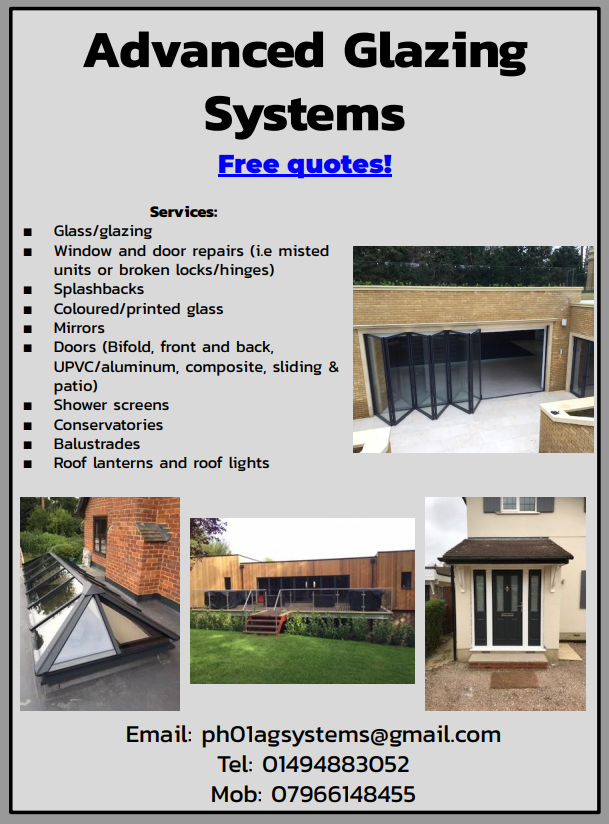 Advanced Glazing
Systems
Free quotes!
Services:
■ Glass/glazing
■ Window and door repairs (i.e misted
units or broken locks/hinges)
■ Splashbacks
■ Coloured/printed glass
■ Mirrors
■ Doors (Bifold, front and back,
UPVC/aluminum, composite, sliding &
patio)
■ Shower screens
■ Conservatories
■ Balustrades
■ Roof lanterns and roof lights
Email: ph01agsystems@gmail.com
Tel: 01494883052
Mob: 07966148455